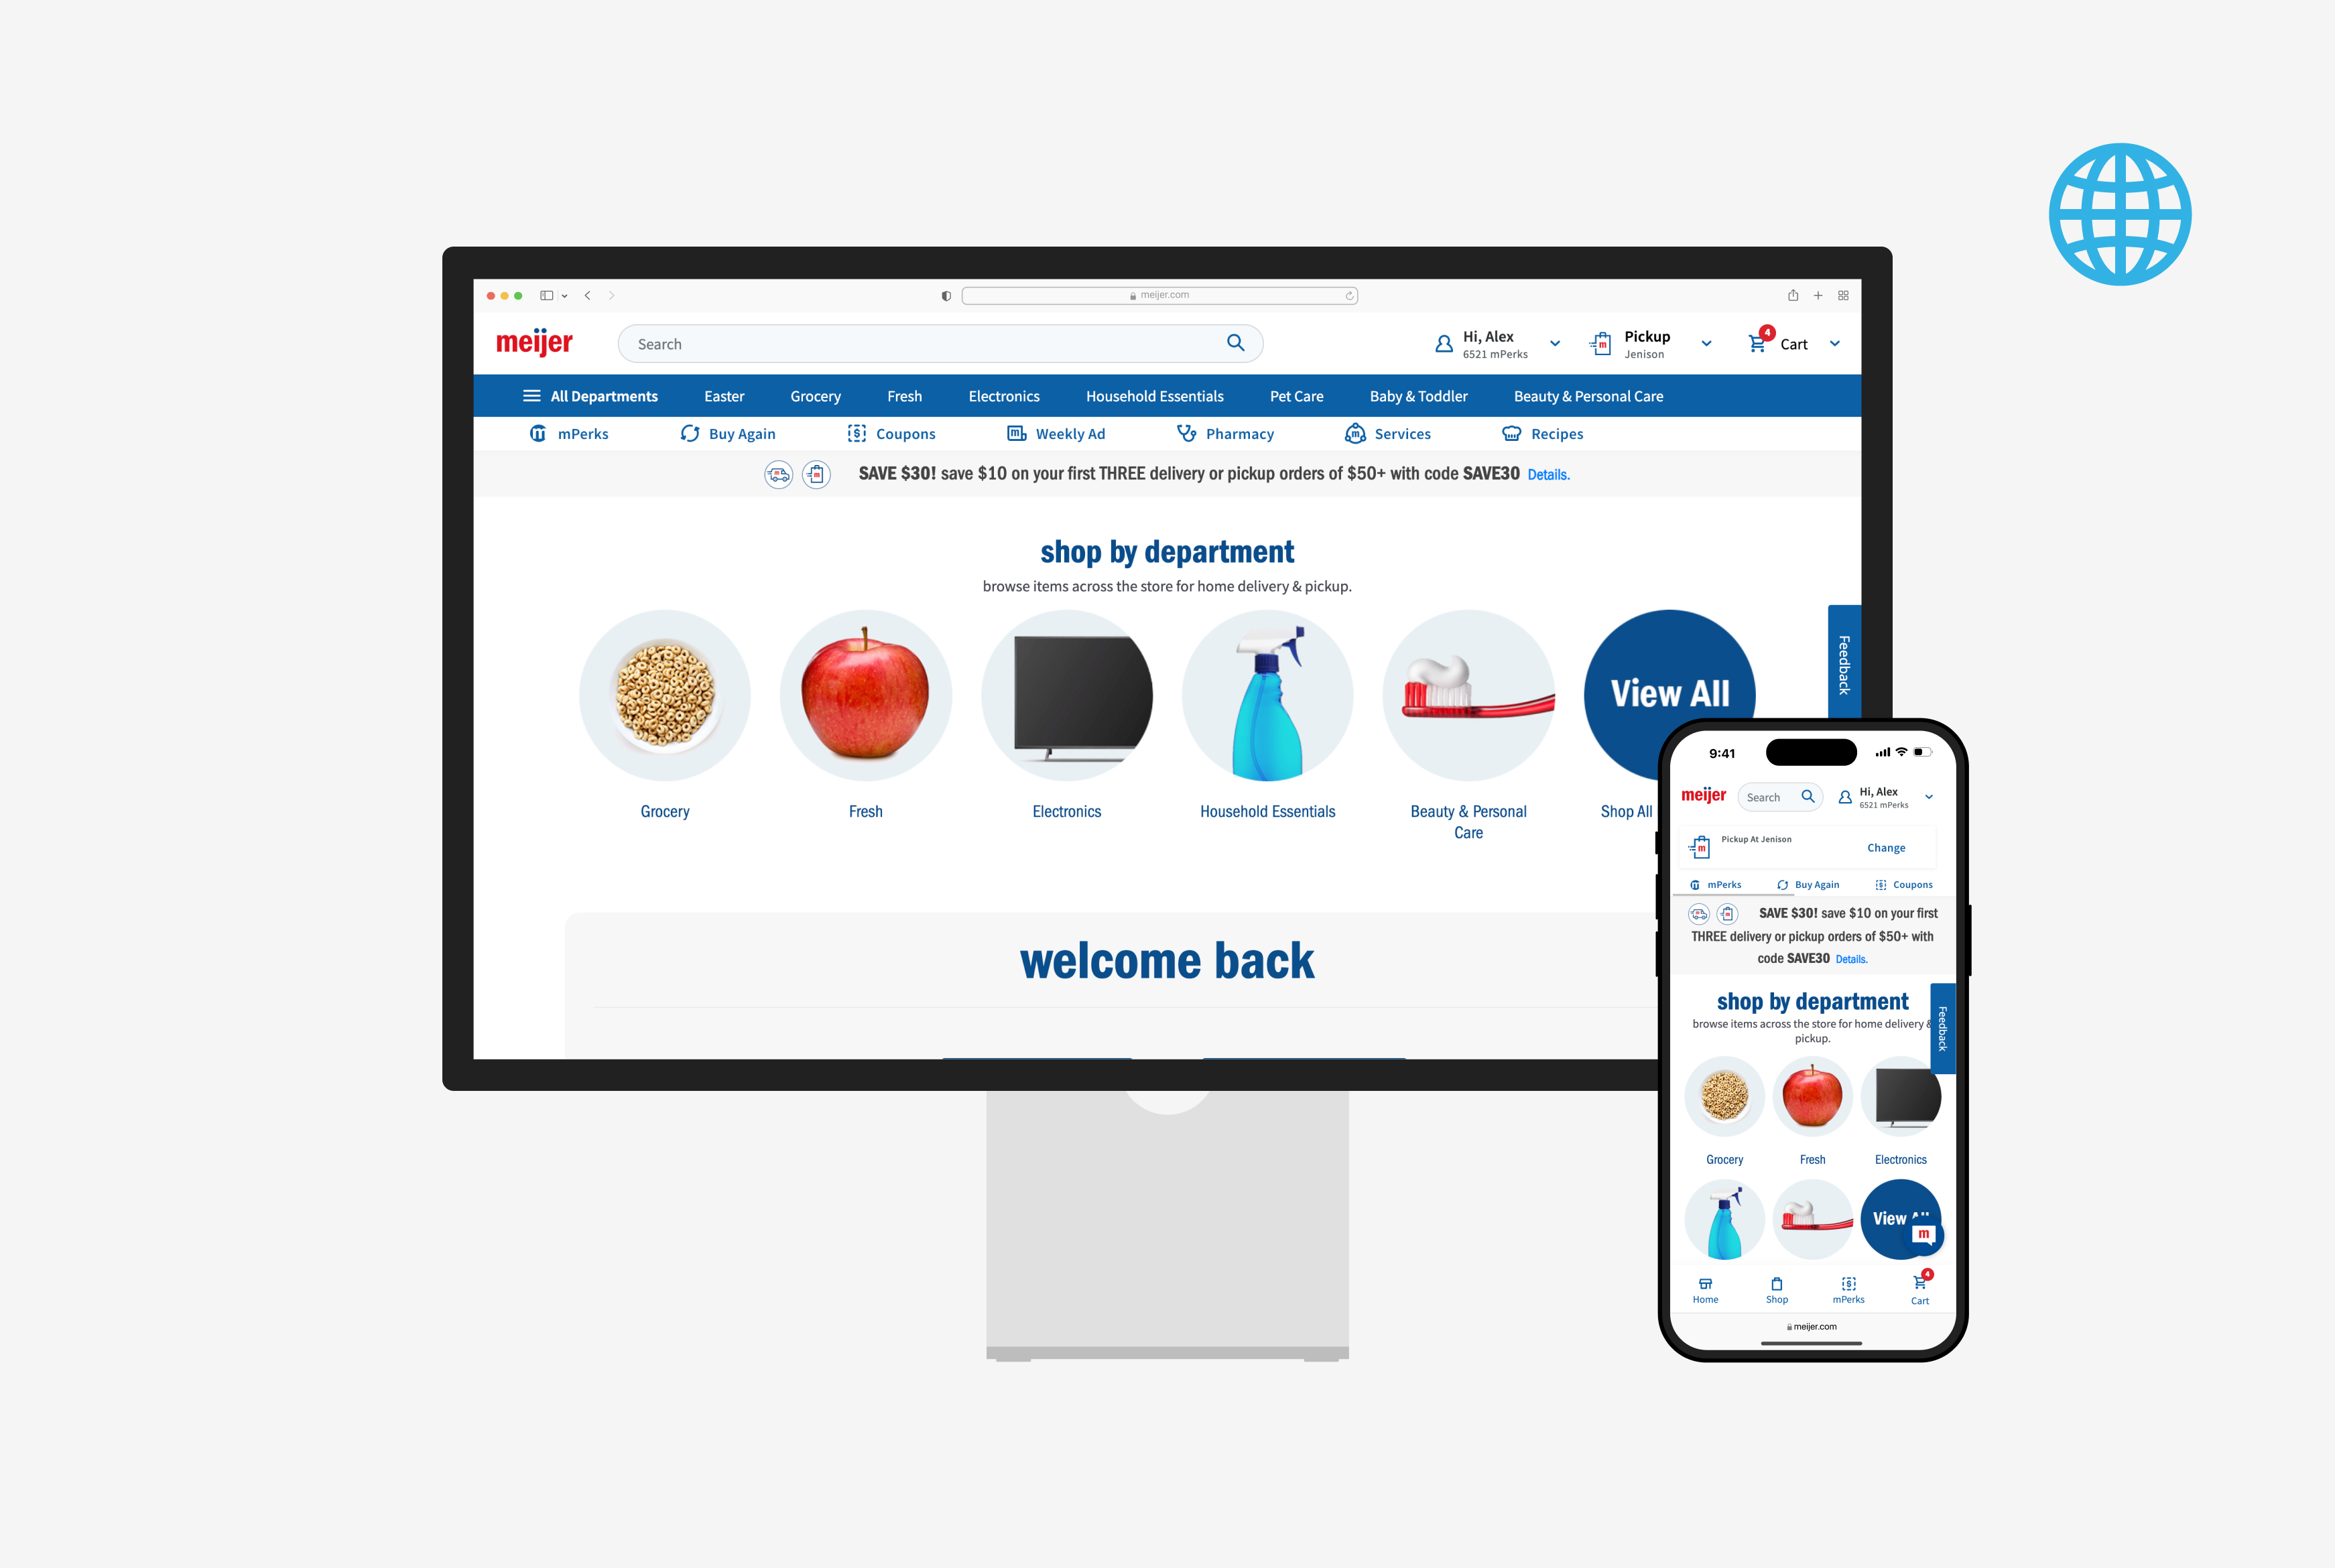 meijer.com
meijer
Search
Hi, Alex
6521 mPerks
Pickup
Jenison
4
Cart
All Departments
Easter
Grocery
Fresh
Electronics
Household Essentials
Pet Care
Baby & Toddler
Beauty & Personal Care
mPerks
Buy Again
Coupons
Weekly Ad
Pharmacy
Services
Recipes
SAVE $30! save $10 on your first THREE delivery or pickup orders of $50+ with code SAVE30 Details.
shop by department
browse items across the store for home delivery & pickup.
View All
Grocery
Fresh
Electronics
Household Essentials
Beauty & Personal
Care
Shop All
Feedback
welcome back
9:41
meijer
Search
Hi, Alex
6521 mPerks
Pickup At Jenison
Change
mPerks
Buy Again
Coupons
SAVE $30! save $10 on your first
THREE delivery or pickup orders of $50+ with
code SAVE30 Details.
shop by department
browse items across the store for home delivery &
pickup.
Feedback
Grocery
Fresh
Electronics
View
m
Home
Shop
mPerks
4
Cart
meijer.com